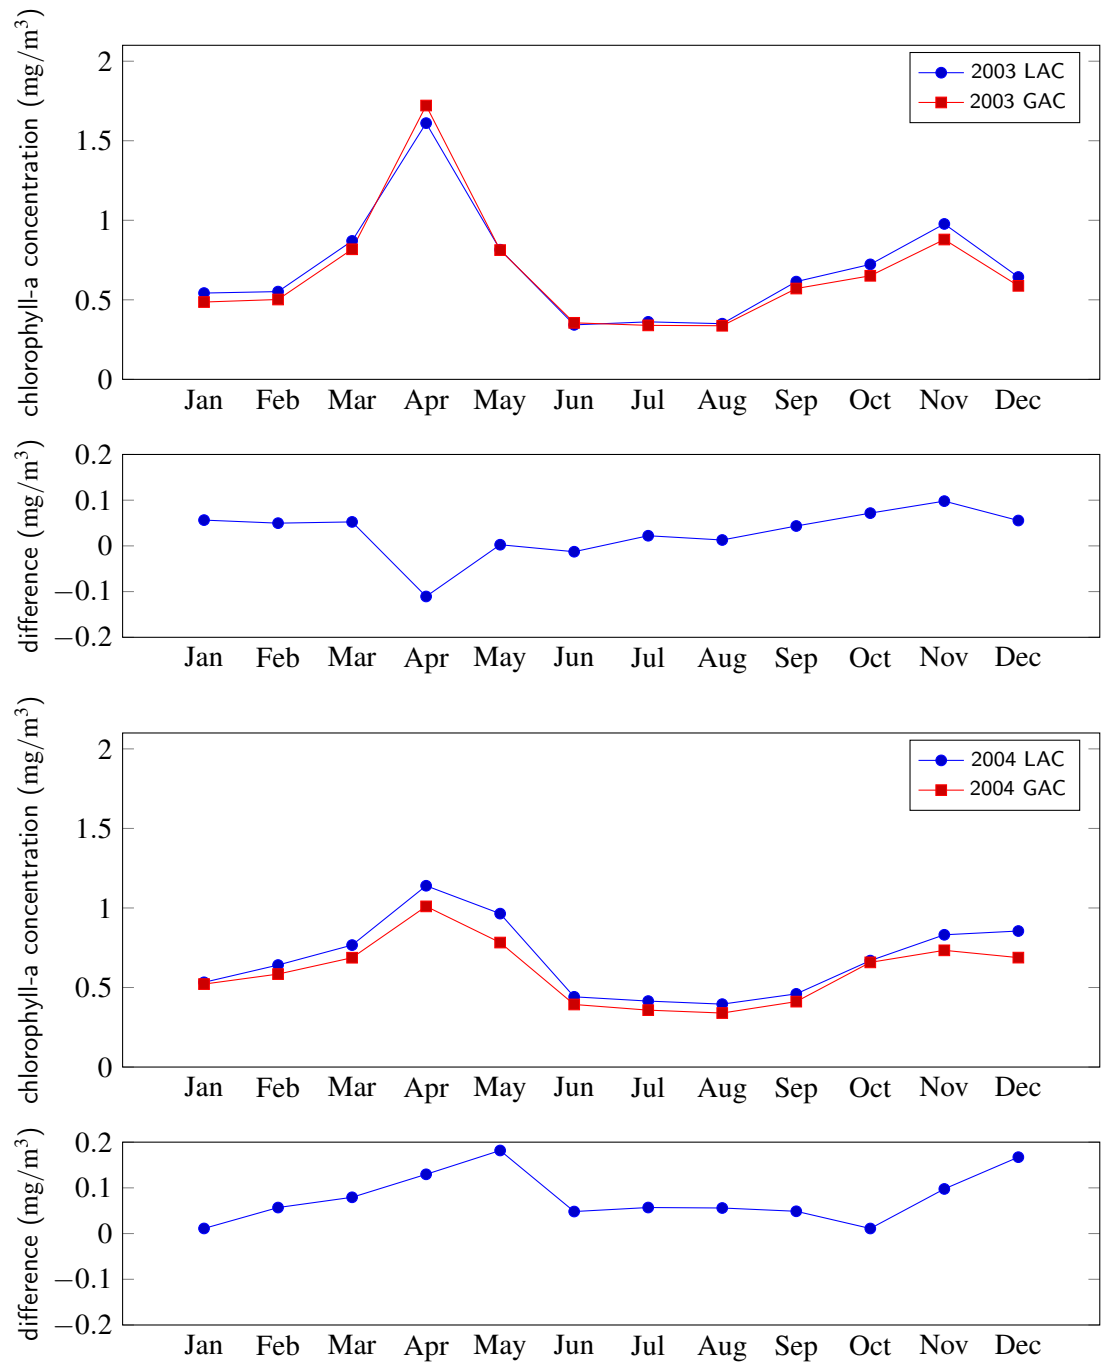 chlorophyll-a concentration (mg/m³)
2
1.5
1
0.5
0
2003 LAC
2003 GAC
Jan Feb Mar Apr May Jun Jul Aug Sep Oct Nov Dec
difference (mg/m³)
0.2
0.1
0
−0.1
−0.2
Jan Feb Mar Apr May Jun Jul Aug Sep Oct Nov Dec
chlorophyll-a concentration (mg/m³)
2
1.5
1
0.5
0
2004 LAC
2004 GAC
Jan Feb Mar Apr May Jun Jul Aug Sep Oct Nov Dec
difference (mg/m³)
0.2
0.1
0
−0.1
−0.2
Jan Feb Mar Apr May Jun Jul Aug Sep Oct Nov Dec